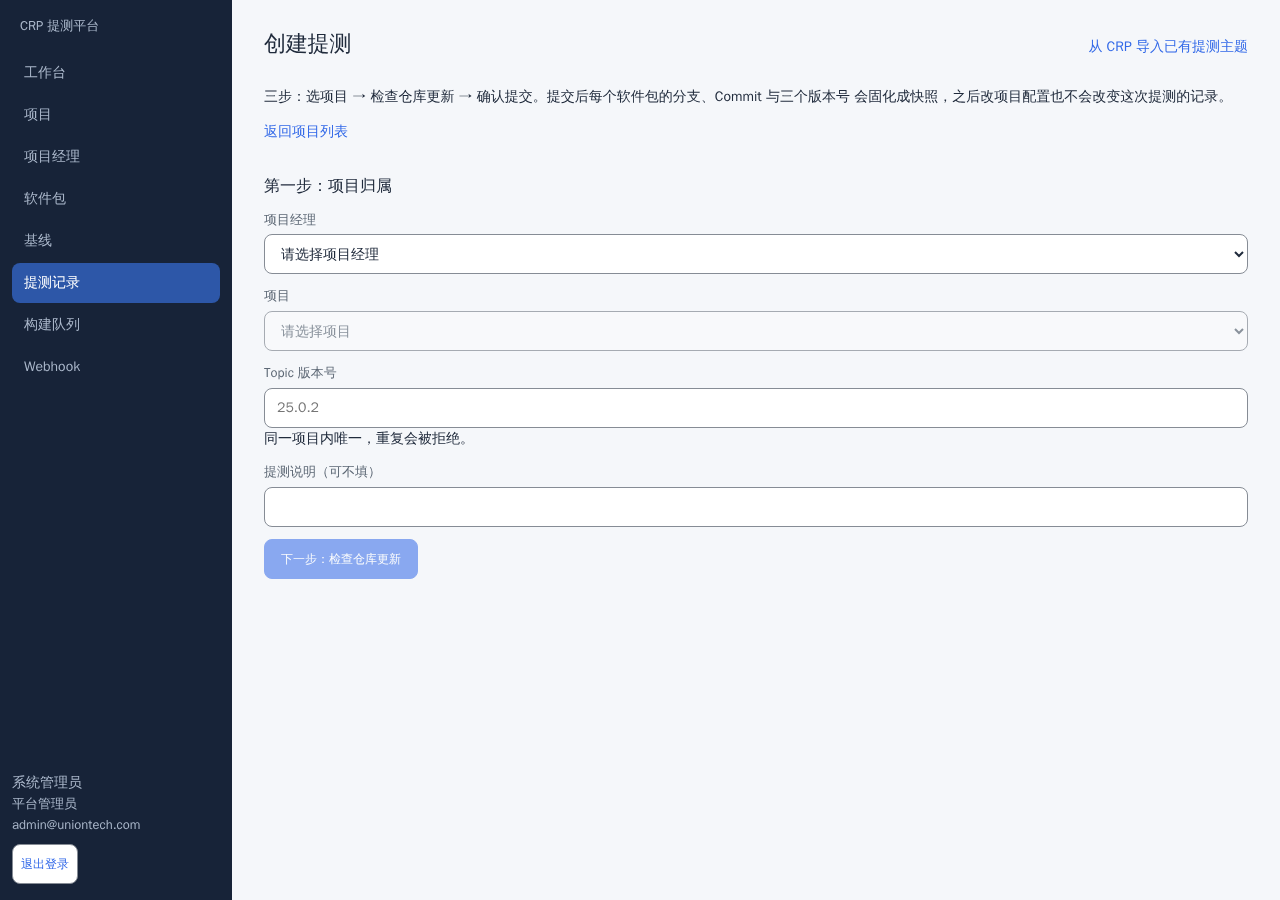 CRP 提测平台
工作台
项目
项目经理
软件包
基线
提测记录
构建队列
Webhook
系统管理员
平台管理员
admin@uniontech.com
退出登录
创建提测
从 CRP 导入已有提测主题
三步：选项目 → 检查仓库更新 → 确认提交。提交后每个软件包的分支、Commit 与三个版本号 会固化成快照，之后改项目配置也不会改变这次提测的记录。
返回项目列表
第一步：项目归属
项目经理
请选择项目经理
项目
请选择项目
Topic 版本号
25.0.2
同一项目内唯一，重复会被拒绝。
提测说明（可不填）
下一步：检查仓库更新